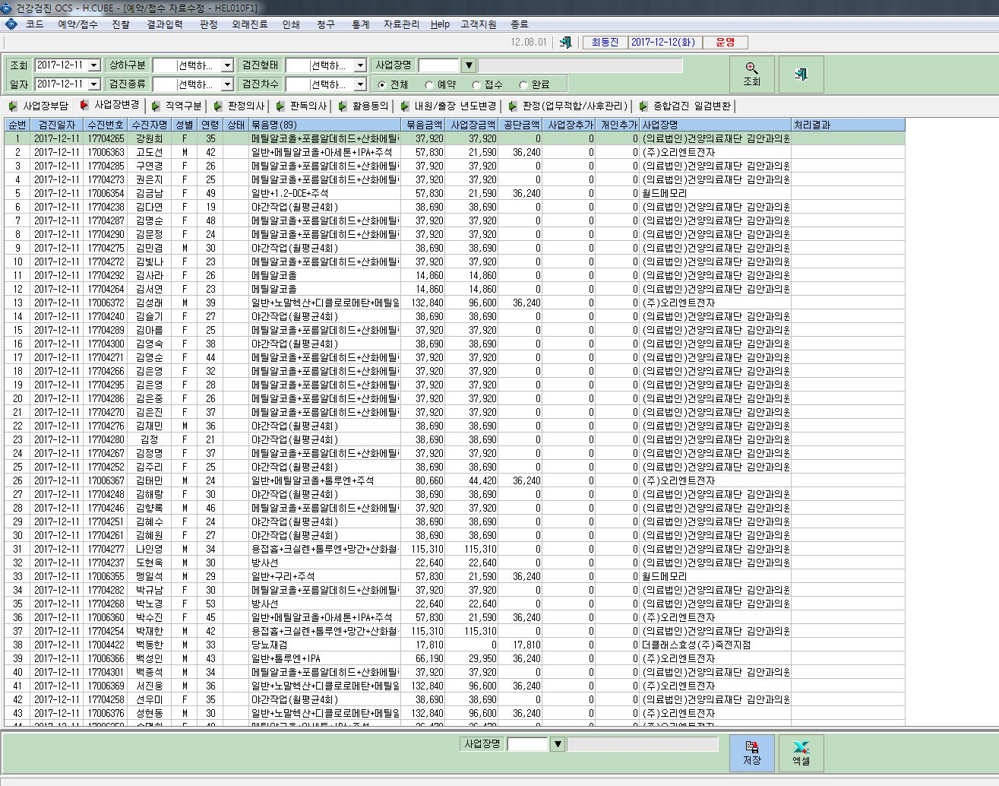 건강검진 OCS - H.CUBE - [예약/접수 자료수정 - HEL010F1]
코드 예약/접수 진찰 결과입력 판정 외래진료 인쇄 청구 통계 자료관리 Help 고객지원 종료
12.08.01 최동진 2017-12-12(화) 운영
조회 2017-12-11 상하구분 선택하... 검진형태 선택하... 사업장명 조회
일자 2017-12-11 검진종류 선택하... 검진차수 선택하... 전체 예약 접수 완료
사업장부담 사업장변경 직역구분 판정의사 판독의사 활용동의 내원/출장 년도변경 판정(업무적합/사후관리) 종합검진 일검변환
순번 검진일자 수진번호 수진자명 성별 연령 상태 묶음명(89) 묶음금액 사업장금액 공단금액 사업장추가 개인추가 사업장명 처리결과
1 2017-12-11 17704265 강원희 F 35 메틸알코올+포름알데히드+산화에틸 37,920 37,920 0 0 0 (의료법인)건양의료재단 김안과의원
2 2017-12-11 17006363 고도선 M 42 일반+메틸알코올+아세톤+IPA+주석 57,830 21,590 36,240 0 0 (주)오리엔트전자
3 2017-12-11 17704285 구연경 F 26 메틸알코올+포름알데히드+산화에틸 37,920 37,920 0 0 0 (의료법인)건양의료재단 김안과의원
4 2017-12-11 17704273 권은지 F 25 메틸알코올+포름알데히드+산화에틸 37,920 37,920 0 0 0 (의료법인)건양의료재단 김안과의원
5 2017-12-11 17006354 김금남 F 49 일반+1.2-DCE+주석 57,830 21,590 36,240 0 0 윌드메모리
6 2017-12-11 17704238 김다연 F 19 야간작업(월평균4회) 38,690 38,690 0 0 0 (의료법인)건양의료재단 김안과의원
7 2017-12-11 17704287 김명순 F 48 메틸알코올+포름알데히드+산화에틸 37,920 37,920 0 0 0 (의료법인)건양의료재단 김안과의원
8 2017-12-11 17704290 김문정 F 24 메틸알코올+포름알데히드+산화에틸 37,920 37,920 0 0 0 (의료법인)건양의료재단 김안과의원
9 2017-12-11 17704275 김민겸 M 30 야간작업(월평균4회) 38,690 38,690 0 0 0 (의료법인)건양의료재단 김안과의원
10 2017-12-11 17704272 김빛나 F 23 메틸알코올+포름알데히드+산화에틸 37,920 37,920 0 0 0 (의료법인)건양의료재단 김안과의원
11 2017-12-11 17704292 김사라 F 26 메틸알코올 14,860 14,860 0 0 0 (의료법인)건양의료재단 김안과의원
12 2017-12-11 17704264 김서연 F 23 메틸알코올 14,860 14,860 0 0 0 (의료법인)건양의료재단 김안과의원
13 2017-12-11 17006372 김성래 M 39 일반+노말헥산+디클로로메탄+메틸알 132,840 96,600 36,240 0 0 (주)오리엔트전자
14 2017-12-11 17704240 김슬기 F 27 야간작업(월평균4회) 38,690 38,690 0 0 0 (의료법인)건양의료재단 김안과의원
15 2017-12-11 17704289 김아름 F 25 메틸알코올+포름알데히드+산화에틸 37,920 37,920 0 0 0 (의료법인)건양의료재단 김안과의원
16 2017-12-11 17704300 김영숙 F 38 야간작업(월평균4회) 38,690 38,690 0 0 0 (의료법인)건양의료재단 김안과의원
17 2017-12-11 17704271 김영순 F 44 메틸알코올+포름알데히드+산화에틸 37,920 37,920 0 0 0 (의료법인)건양의료재단 김안과의원
18 2017-12-11 17704266 김은영 F 32 메틸알코올+포름알데히드+산화에틸 37,920 37,920 0 0 0 (의료법인)건양의료재단 김안과의원
19 2017-12-11 17704295 김은영 F 28 메틸알코올+포름알데히드+산화에틸 37,920 37,920 0 0 0 (의료법인)건양의료재단 김안과의원
20 2017-12-11 17704286 김은중 F 26 메틸알코올+포름알데히드+산화에틸 37,920 37,920 0 0 0 (의료법인)건양의료재단 김안과의원
21 2017-12-11 17704270 김은진 F 37 메틸알코올+포름알데히드+산화에틸 37,920 37,920 0 0 0 (의료법인)건양의료재단 김안과의원
22 2017-12-11 17704276 김재민 M 36 야간작업(월평균4회) 38,690 38,690 0 0 0 (의료법인)건양의료재단 김안과의원
23 2017-12-11 17704280 김정 F 21 야간작업(월평균4회) 38,690 38,690 0 0 0 (의료법인)건양의료재단 김안과의원
24 2017-12-11 17704267 김정명 F 37 메틸알코올+포름알데히드+산화에틸 37,920 37,920 0 0 0 (의료법인)건양의료재단 김안과의원
25 2017-12-11 17704252 김주리 F 25 야간작업(월평균4회) 38,690 38,690 0 0 0 (의료법인)건양의료재단 김안과의원
26 2017-12-11 17006367 김태민 M 24 일반+메틸알코올+톨루엔+주석 80,660 44,420 36,240 0 0 (주)오리엔트전자
27 2017-12-11 17704248 김해랑 F 30 야간작업(월평균4회) 38,690 38,690 0 0 0 (의료법인)건양의료재단 김안과의원
28 2017-12-11 17704246 김향록 M 46 메틸알코올+포름알데히드+산화에틸 37,920 37,920 0 0 0 (의료법인)건양의료재단 김안과의원
29 2017-12-11 17704251 김혜수 F 24 야간작업(월평균4회) 38,690 38,690 0 0 0 (의료법인)건양의료재단 김안과의원
30 2017-12-11 17704261 김혜원 F 27 야간작업(월평균4회) 38,690 38,690 0 0 0 (의료법인)건양의료재단 김안과의원
31 2017-12-11 17704277 나인영 M 34 용접흄+크실렌+톨루엔+망간+산화철 115,310 115,310 0 0 0 (의료법인)건양의료재단 김안과의원
32 2017-12-11 17704237 도현욱 M 30 방사선 22,640 22,640 0 0 0 (의료법인)건양의료재단 김안과의원
33 2017-12-11 17006355 맹일석 M 29 일반+구리+주석 57,830 21,590 36,240 0 0 윌드메모리
34 2017-12-11 17704282 박규남 F 30 메틸알코올+포름알데히드+산화에틸 37,920 37,920 0 0 0 (의료법인)건양의료재단 김안과의원
35 2017-12-11 17704268 박노경 F 53 방사선 22,640 22,640 0 0 0 (의료법인)건양의료재단 김안과의원
36 2017-12-11 17006360 박수진 F 45 일반+메틸알코올+아세톤+IPA+주석 57,830 21,590 36,240 0 0 (주)오리엔트전자
37 2017-12-11 17704254 박재한 M 42 용접흄+크실렌+톨루엔+망간+산화철 115,310 115,310 0 0 0 (의료법인)건양의료재단 김안과의원
38 2017-12-11 17004422 백동한 M 33 당뇨재검 17,810 0 17,810 0 0 더클래스효성(주)죽전지점
39 2017-12-11 17006366 백성인 M 43 일반+톨루엔+IPA 66,190 29,950 36,240 0 0 (주)오리엔트전자
40 2017-12-11 17704301 백종석 M 34 메틸알코올+포름알데히드+산화에틸 37,920 37,920 0 0 0 (의료법인)건양의료재단 김안과의원
41 2017-12-11 17006369 서진웅 M 36 일반+노말헥산+디클로로메탄+메틸알 132,840 96,600 36,240 0 0 (주)오리엔트전자
42 2017-12-11 17704258 선우미 F 35 야간작업(월평균4회) 38,690 38,690 0 0 0 (의료법인)건양의료재단 김안과의원
43 2017-12-11 17006376 성현동 M 30 일반+노말헥산+디클로로메탄+메틸알 132,840 96,600 36,240 0 0 (주)오리엔트전자
사업장명 저장 엑셀